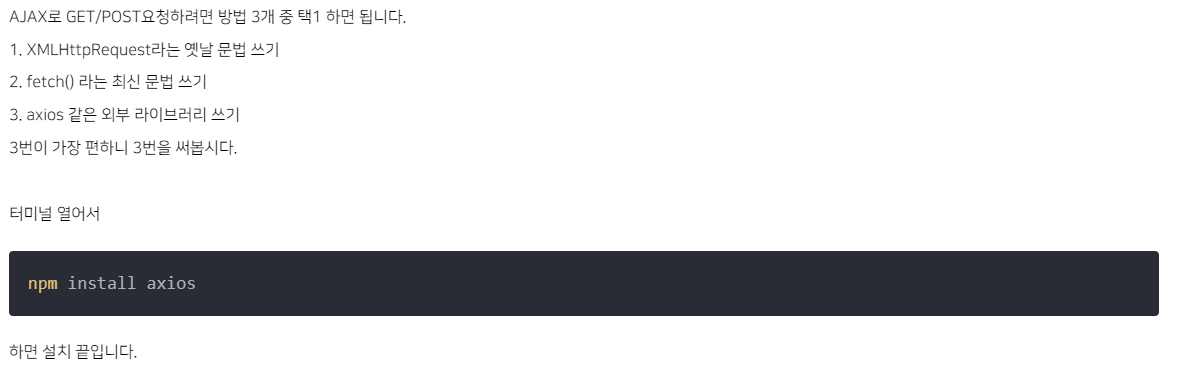 AJAX로 GET/POST요청하려면 방법 3개 중 택1 하면 됩니다.
1. XMLHttpRequest라는 옛날 문법 쓰기
2. fetch() 라는 최신 문법 쓰기
3. axios 같은 외부 라이브러리 쓰기
3번이 가장 편하니 3번을 써봅시다.
터미널 열어서
npm install axios
하면 설치 끝입니다.